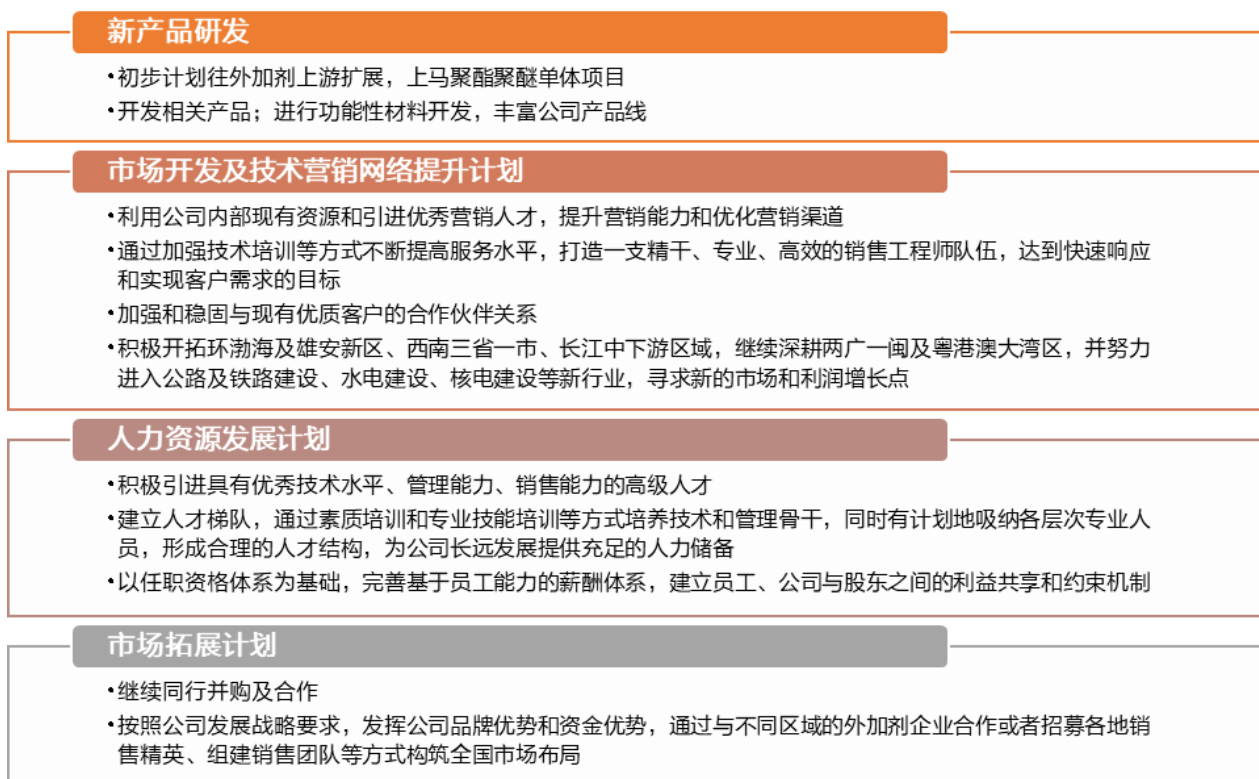 新产品研发
•初步计划往外加剂上游扩展，上马聚酯聚醚单体项目
•开发相关产品；进行功能性材料开发，丰富公司产品线
市场开发及技术营销网络提升计划
•利用公司内部现有资源和引进优秀营销人才，提升营销能力和优化营销渠道
•通过加强技术培训等方式不断提高服务水平，打造一支精干、专业、高效的销售工程师队伍，达到快速响应
和实现客户需求的目标
•加强和稳固与现有优质客户的合作伙伴关系
•积极开拓环渤海及雄安新区、西南三省一市、长江中下游区域，继续深耕两广一闽及粤港澳大湾区，并努力
进入公路及铁路建设、水电建设、核电建设等新行业，寻求新的市场和利润增长点
人力资源发展计划
•积极引进具有优秀技术水平、管理能力、销售能力的高级人才
•建立人才梯队，通过素质培训和专业技能培训等方式培养技术和管理骨干，同时有计划地吸纳各层次专业人
员，形成合理的人才结构，为公司长远发展提供充足的人力储备
•以任职资格体系为基础，完善基于员工能力的薪酬体系，建立员工、公司与股东之间的利益共享和约束机制
市场拓展计划
•继续同行并购及合作
•按照公司发展战略要求，发挥公司品牌优势和资金优势，通过与不同区域的外加剂企业合作或者招募各地销
售精英、组建销售团队等方式构筑全国市场布局